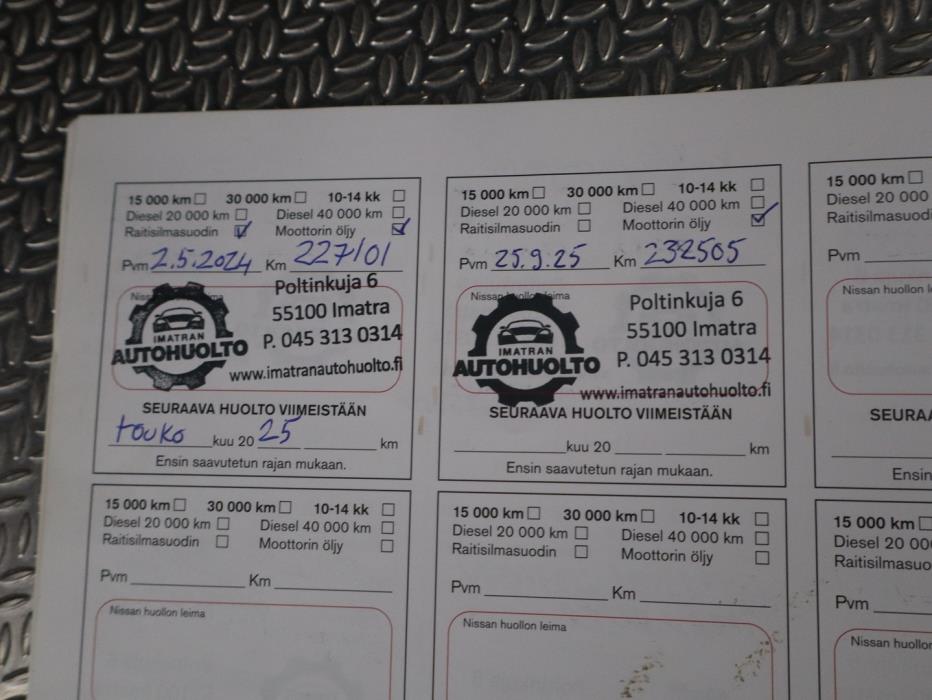 15 000 km 30 000 km 10-14 kk
Diesel 20 000 km Diesel 40 000 km
Raitisilmasuodin Moottorin öljy
Pvm 2.5.2024 Km 227101
Nissan huollon leima
Poltinkuja 6
55100 Imatra
P. 045 313 0314
www.imatranautohuolto.fi
IMATRAN
AUTOHUOLTO
SEURAAVA HUOLTO VIIMEISTÄÄN
touko kuu 20 25 km
Ensin saavutetun rajan mukaan.
15 000 km 30 000 km 10-14 kk
Diesel 20 000 km Diesel 40 000 km
Raitisilmasuodin Moottorin öljy
Pvm 25.9.25 Km 232505
Nissan huollon leima
Poltinkuja 6
55100 Imatra
P. 045 313 0314
www.imatranautohuolto.fi
IMATRAN
AUTOHUOLTO
SEURAAVA HUOLTO VIIMEISTÄÄN
kuu 20 km
Ensin saavutetun rajan mukaan.
15 000 km
Diesel 20 000
Raitisilmasuodi
Pvm
Nissan huollon l
SEURAA
Ensin
15 000 km 30 000 km 10-14 kk
Diesel 20 000 km Diesel 40 000 km
Raitisilmasuodin Moottorin öljy
Pvm Km
Nissan huollon leima
15 000 km 30 000 km 10-14 kk
Diesel 20 000 km Diesel 40 000 km
Raitisilmasuodin Moottorin öljy
Pvm Km
Nissan huollon leima
15 000 km
Diesel 20 00
Raitisilmasuo
Pvm
Nissan huollon